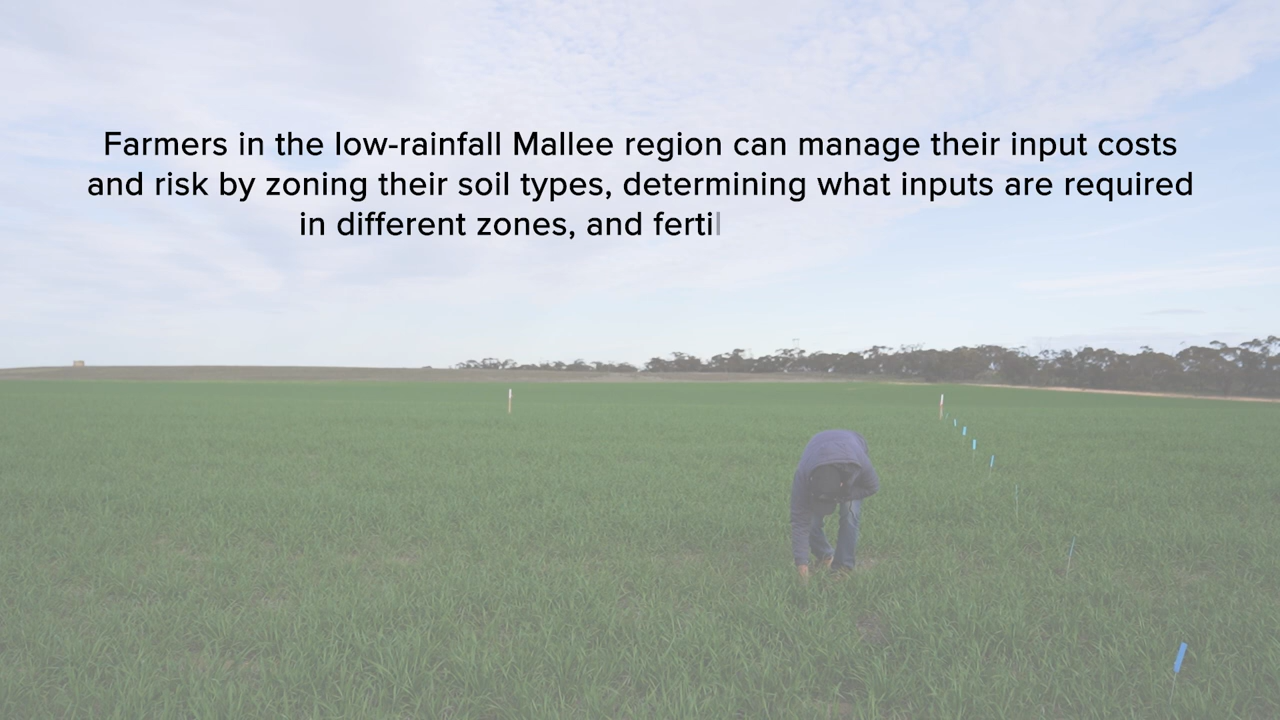 Farmers in the low-rainfall Mallee region can manage their input costs
and risk by zoning their soil types, determining what inputs are required
in different zones, and fertil